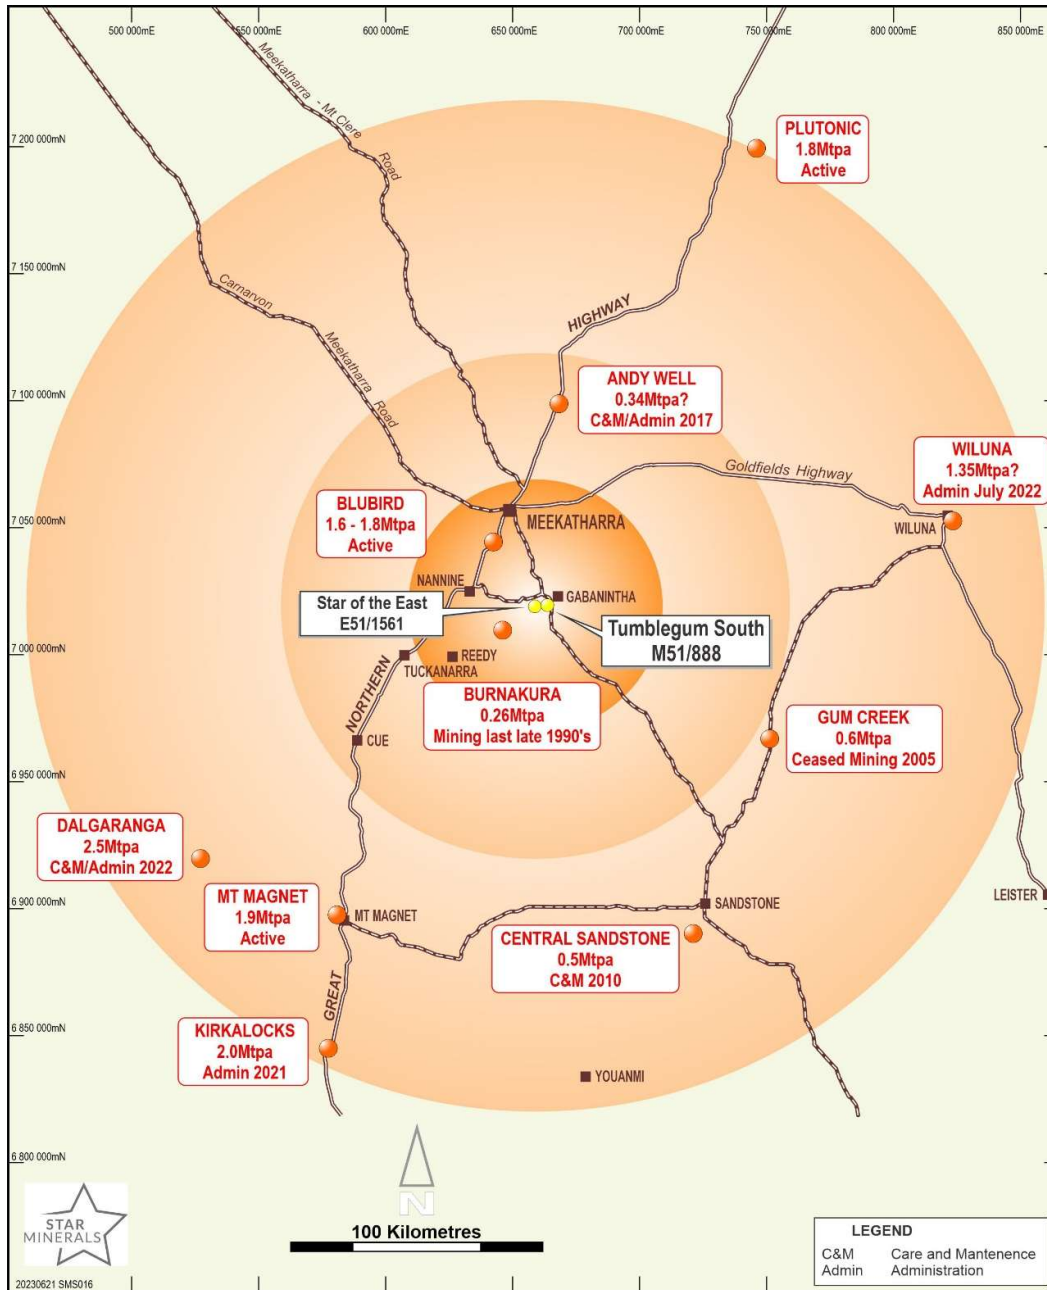 500 000mE
550 000mE
600 000mE
650 000mE
700 000mE
750 000mE
800 000mE
850 000mE
Meekatharra - Mt Clere
Road
7 200 000mN
PLUTONIC
1.8Mtpa
Active
7 150 000mN
Carnarvon
Meekatharra
Road
HIGHWAY
7 100 000mN
ANDY WELL
0.34Mtpa?
C&M/Admin 2017
Goldfields Highway
WILUNA
1.35Mtpa?
Admin July 2022
WILUNA
7 050 000mN
BLUBIRD
1.6 - 1.8Mtpa
Active
MEEKATHARRA
NANNINE
GABANINTHA
Star of the East
E51/1561
Tumblegum South
M51/888
7 000 000mN
REEDY
TUCKANARRA
NORTHERN
BURNAKURA
0.26Mtpa
Mining last late 1990's
CUE
GUM CREEK
0.6Mtpa
Ceased Mining 2005
6 950 000mN
DALGARANGA
2.5Mtpa
C&M/Admin 2022
MT MAGNET
1.9Mtpa
Active
MT MAGNET
6 900 000mN
SANDSTONE
LEISTER
CENTRAL SANDSTONE
0.5Mtpa
C&M 2010
GREAT
6 850 000mN
KIRKALOCKS
2.0Mtpa
Admin 2021
YOUANMI
6 800 000mN
N
STAR
MINERALS
100 Kilometres
LEGEND
C&M Care and Mantenence
Admin Administration
20230621 SMS016